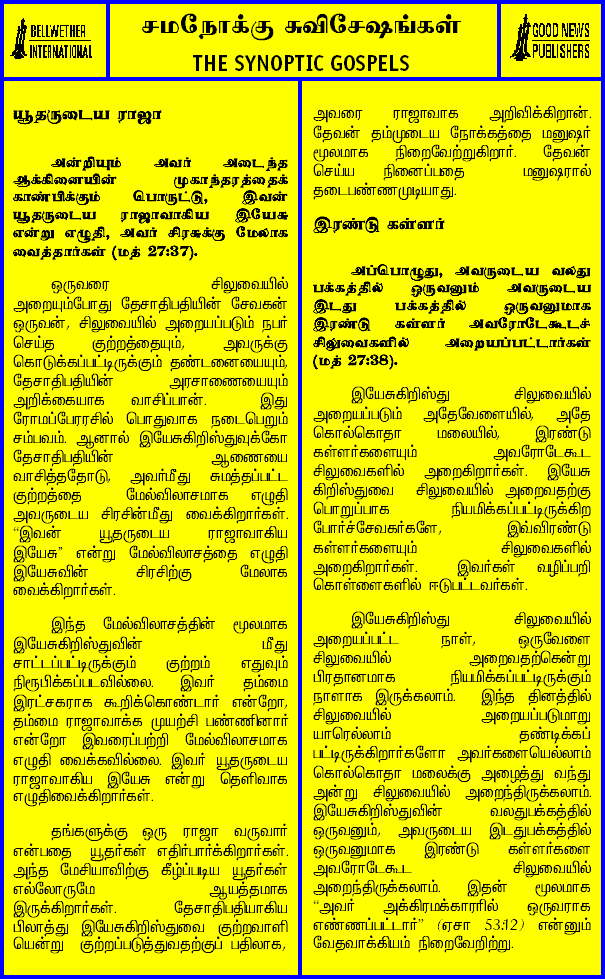 BELLWETHER
INTERNATIONAL
சமநோக்கு சுவிசேஷங்கள்
THE SYNOPTIC GOSPELS
GOOD NEWS
PUBLISHERS
யூதருடைய ராஜா
அன்றியும் அவர் அடைந்த
ஆக்கினையின் முகாந்தரத்தைக்
காண்பிக்கும் பொருட்டு, இவன்
யூதருடைய ராஜாவாகிய இயேசு
என்று எழுதி, அவர் சிரசுக்கு மேலாக
வைத்தார்கள் (மத் 27:37).
ஒருவரை சிலுவையில்
அறையும்போது தேசாதிபதியின் சேவகன்
ஒருவன், சிலுவையில் அறையப்படும் நபர்
செய்த குற்றத்தையும், அவருக்கு
கொடுக்கப்பட்டிருக்கும் தண்டனையையும்,
தேசாதிபதியின் அரசாணையையும்
அறிக்கையாக வாசிப்பான். இது
ரோமப்பேரரசில் பொதுவாக நடைபெறும்
சம்பவம். ஆனால் இயேசுகிறிஸ்துவுக்கோ
தேசாதிபதியின் ஆணையை
வாசித்ததோடு, அவர்மீது சுமத்தப்பட்ட
குற்றத்தை மேல்விலாசமாக எழுதி
அவருடைய சிரசின்மீது வைக்கிறார்கள்.
“இவன் யூதருடைய ராஜாவாகிய
இயேசு” என்று மேல்விலாசத்தை எழுதி
இயேசுவின் சிரசிற்கு மேலாக
வைக்கிறார்கள்.
இந்த மேல்விலாசத்தின் மூலமாக
இயேசுகிறிஸ்துவின் மீது
சாட்டப்பட்டிருக்கும் குற்றம் எதுவும்
நிரூபிக்கப்படவில்லை. இவர் தம்மை
இரட்சகராக கூறிக்கொண்டார் என்றோ,
தம்மை ராஜாவாக்க முயற்சி பண்ணினார்
என்றோ இவரைப்பற்றி மேல்விலாசமாக
எழுதி வைக்கவில்லை. இவர் யூதருடைய
ராஜாவாகிய இயேசு என்று தெளிவாக
எழுதிவைக்கிறார்கள்.
தங்களுக்கு ஒரு ராஜா வருவார்
என்பதை யூதர்கள் எதிர்பார்க்கிறார்கள்.
அந்த மேசியாவிற்கு கீழ்ப்படிய யூதர்கள்
எல்லோருமே ஆயத்தமாக
இருக்கிறார்கள். தேசாதிபதியாகிய
பிலாத்து இயேசுகிறிஸ்துவை குற்றவாளி
யென்று குற்றப்படுத்துவதற்குப் பதிலாக,
அவரை ராஜாவாக அறிவிக்கிறான்.
தேவன் தம்முடைய நோக்கத்தை மனுஷர்
மூலமாக நிறைவேற்றுகிறார். தேவன்
செய்ய நினைப்பதை மனுஷரால்
தடைபண்ணமுடியாது.
இரண்டு கள்ளர்
அப்பொழுது, அவருடைய வலது
பக்கத்தில் ஒருவனும் அவருடைய
இடது பக்கத்தில் ஒருவனுமாக
இரண்டு கள்ளர் அவரோடேகூடச்
சிலுவைகளில் அறையப்பட்டார்கள்
(மத் 27:38).
இயேசுகிறிஸ்து சிலுவையில்
அறையப்படும் அதேவேளையில், அதே
கொல்கொதா மலையில், இரண்டு
கள்ளர்களையும் அவரோடேகூட
சிலுவைகளில் அறைகிறார்கள். இயேசு
கிறிஸ்துவை சிலுவையில் அறைவதற்கு
பொறுப்பாக நியமிக்கப்பட்டிருக்கிற
போர்ச்சேவகர்களே, இவ்விரண்டு
கள்ளர்களையும் சிலுவைகளில்
அறைகிறார்கள். இவர்கள் வழிப்பறி
கொள்ளைகளில் ஈடுபட்டவர்கள்.
இயேசுகிறிஸ்து சிலுவையில்
அறையப்பட்ட நாள், ஒருவேளை
சிலுவையில் அறைவதற்கென்று
பிரதானமாக நியமிக்கப்பட்டிருக்கும்
நாளாக இருக்கலாம். இந்த தினத்தில்
சிலுவையில் அறையப்படுமாறு
யாரெல்லாம் தண்டிக்கப்
பட்டிருக்கிறார்களோ அவர்களையெல்லாம்
கொல்கொதா மலைக்கு அழைத்து வந்து
அன்று சிலுவையில் அறைந்திருக்கலாம்.
இயேசுகிறிஸ்துவின் வலதுபக்கத்தில்
ஒருவனும், அவருடைய இடதுபக்கத்தில்
ஒருவனுமாக இரண்டு கள்ளர்களை
அவரோடேகூட சிலுவையில்
அறைந்திருக்கலாம். இதன் மூலமாக
“அவர் அக்கிரமக்காரரில் ஒருவராக
எண்ணப்பட்டார்” (ஏசா 53:12) என்னும்
வேதவாக்கியம் நிறைவேறிற்று.